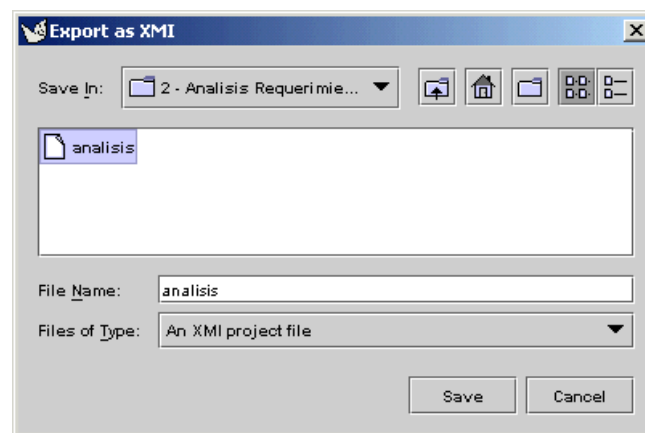 Export as XMI
Save In: 2 - Analisis Requerimie...
analisis
File Name: analisis
Files of Type: An XMI project file
Save Cancel